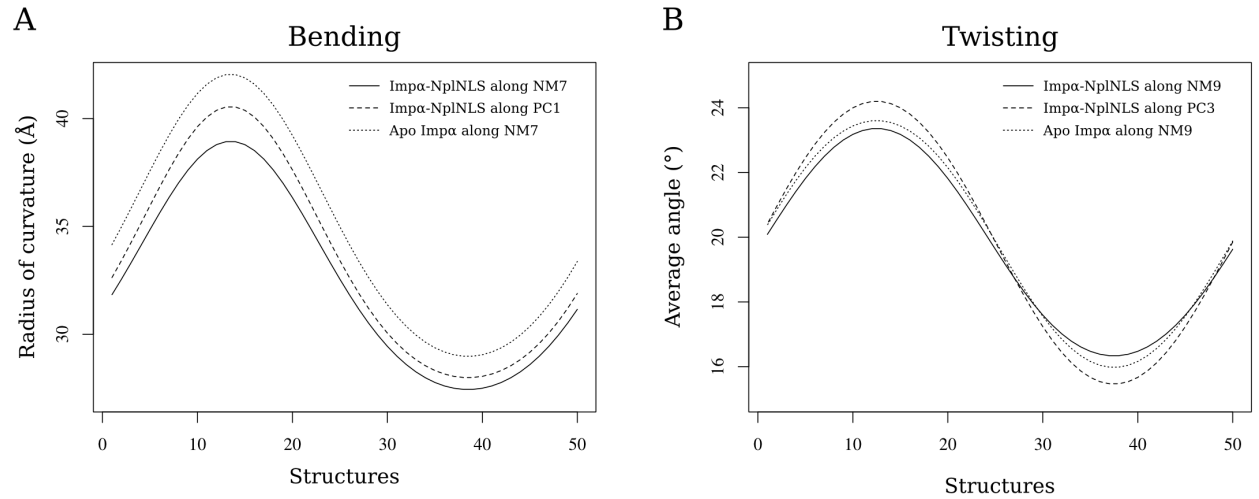 A
Bending
Impα-NplNLS along NM7
Impα-NplNLS along PC1
Apo Impα along NM7
Radius of curvature (Å)
40
35
30
0 10 20 30 40 50
Structures
B
Twisting
Impα-NplNLS along NM9
Impα-NplNLS along PC3
Apo Impα along NM9
Average angle (°)
24
22
20
18
16
0 10 20 30 40 50
Structures